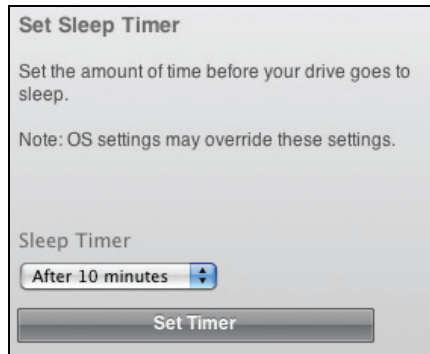 Set Sleep Timer
Set the amount of time before your drive goes to
sleep.
Note: OS settings may override these settings.
Sleep Timer
After 10 minutes
Set Timer